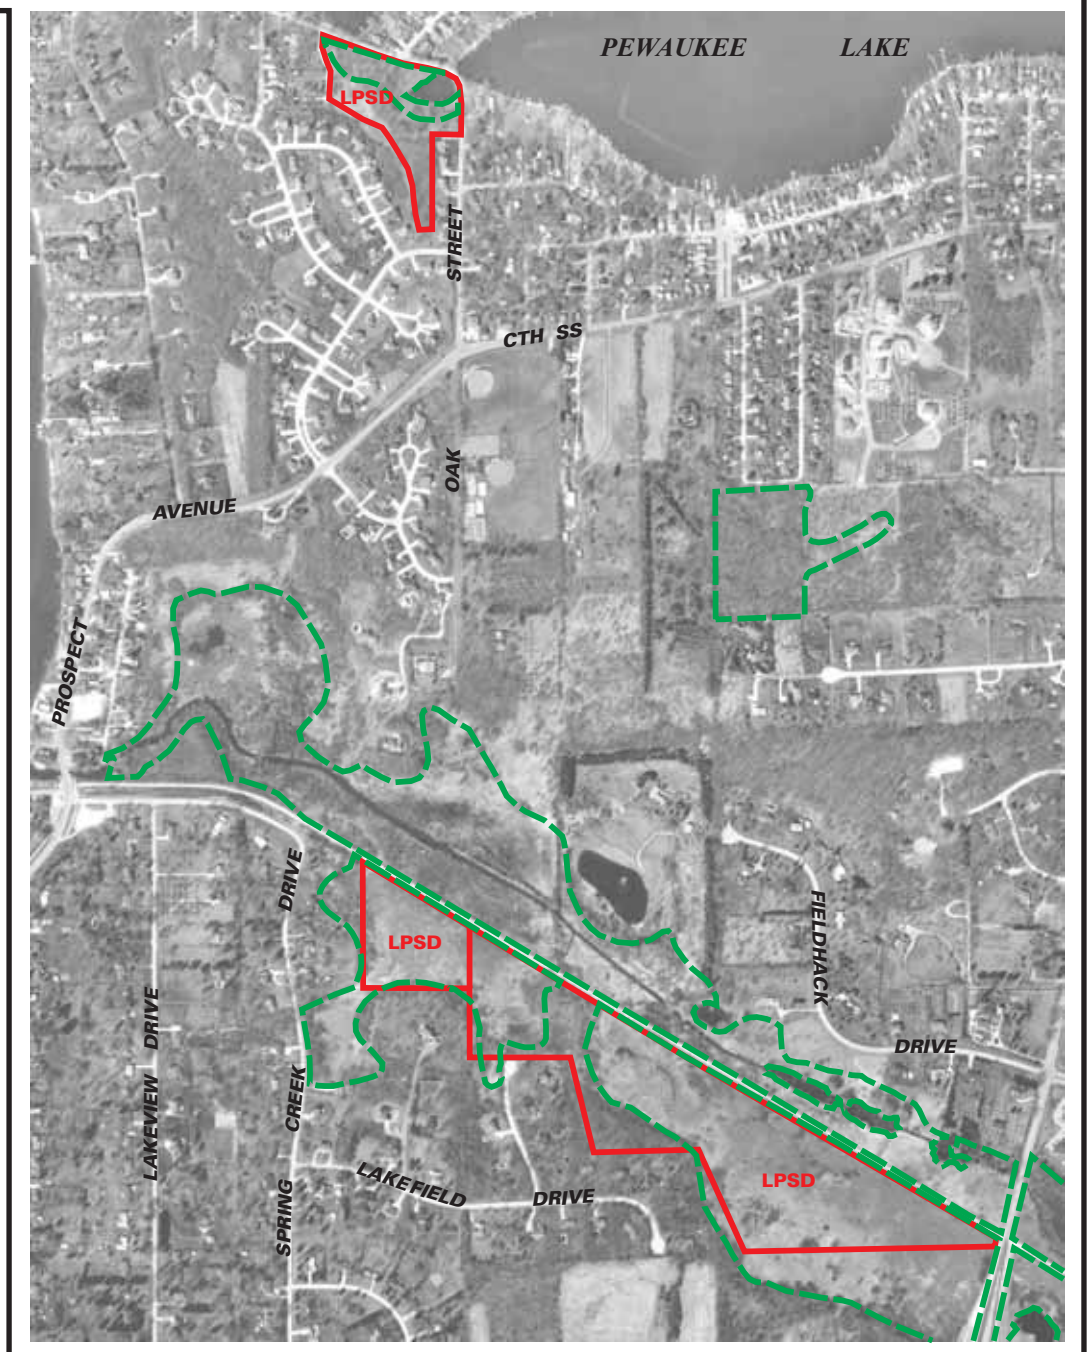 PEWAUKEE LAKE
LPSD
STREET
CTH SS
OAK
AVENUE
PROSPECT
DRIVE
FIELDHACK
LPSD
LAKEVIEW DRIVE
DRIVE
CREEK
LPSD
LAKEFIELD
DRIVE
SPRING